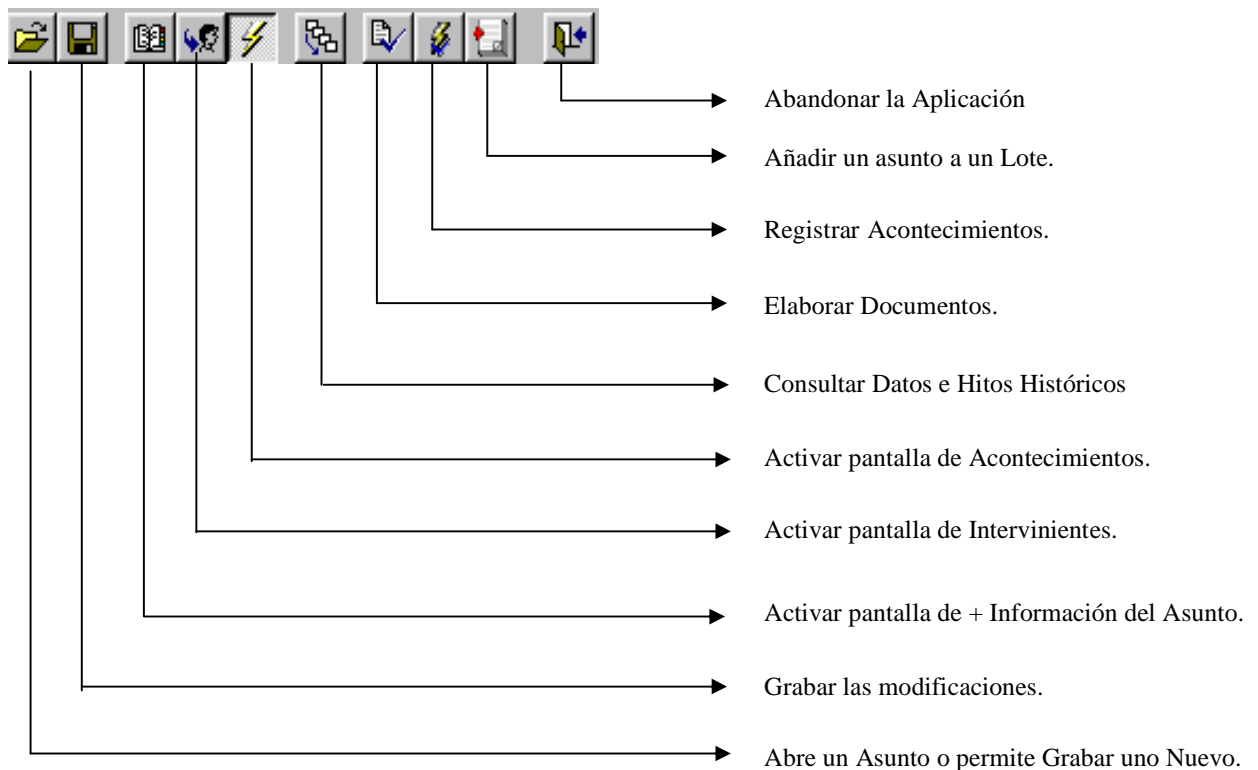 Abandonar la Aplicación
Añadir un asunto a un Lote.
Registrar Acontecimientos.
Elaborar Documentos.
Consultar Datos e Hitos Históricos
Activar pantalla de Acontecimientos.
Activar pantalla de Intervinientes.
Activar pantalla de + Información del Asunto.
Grabar las modificaciones.
Abre un Asunto o permite Grabar uno Nuevo.